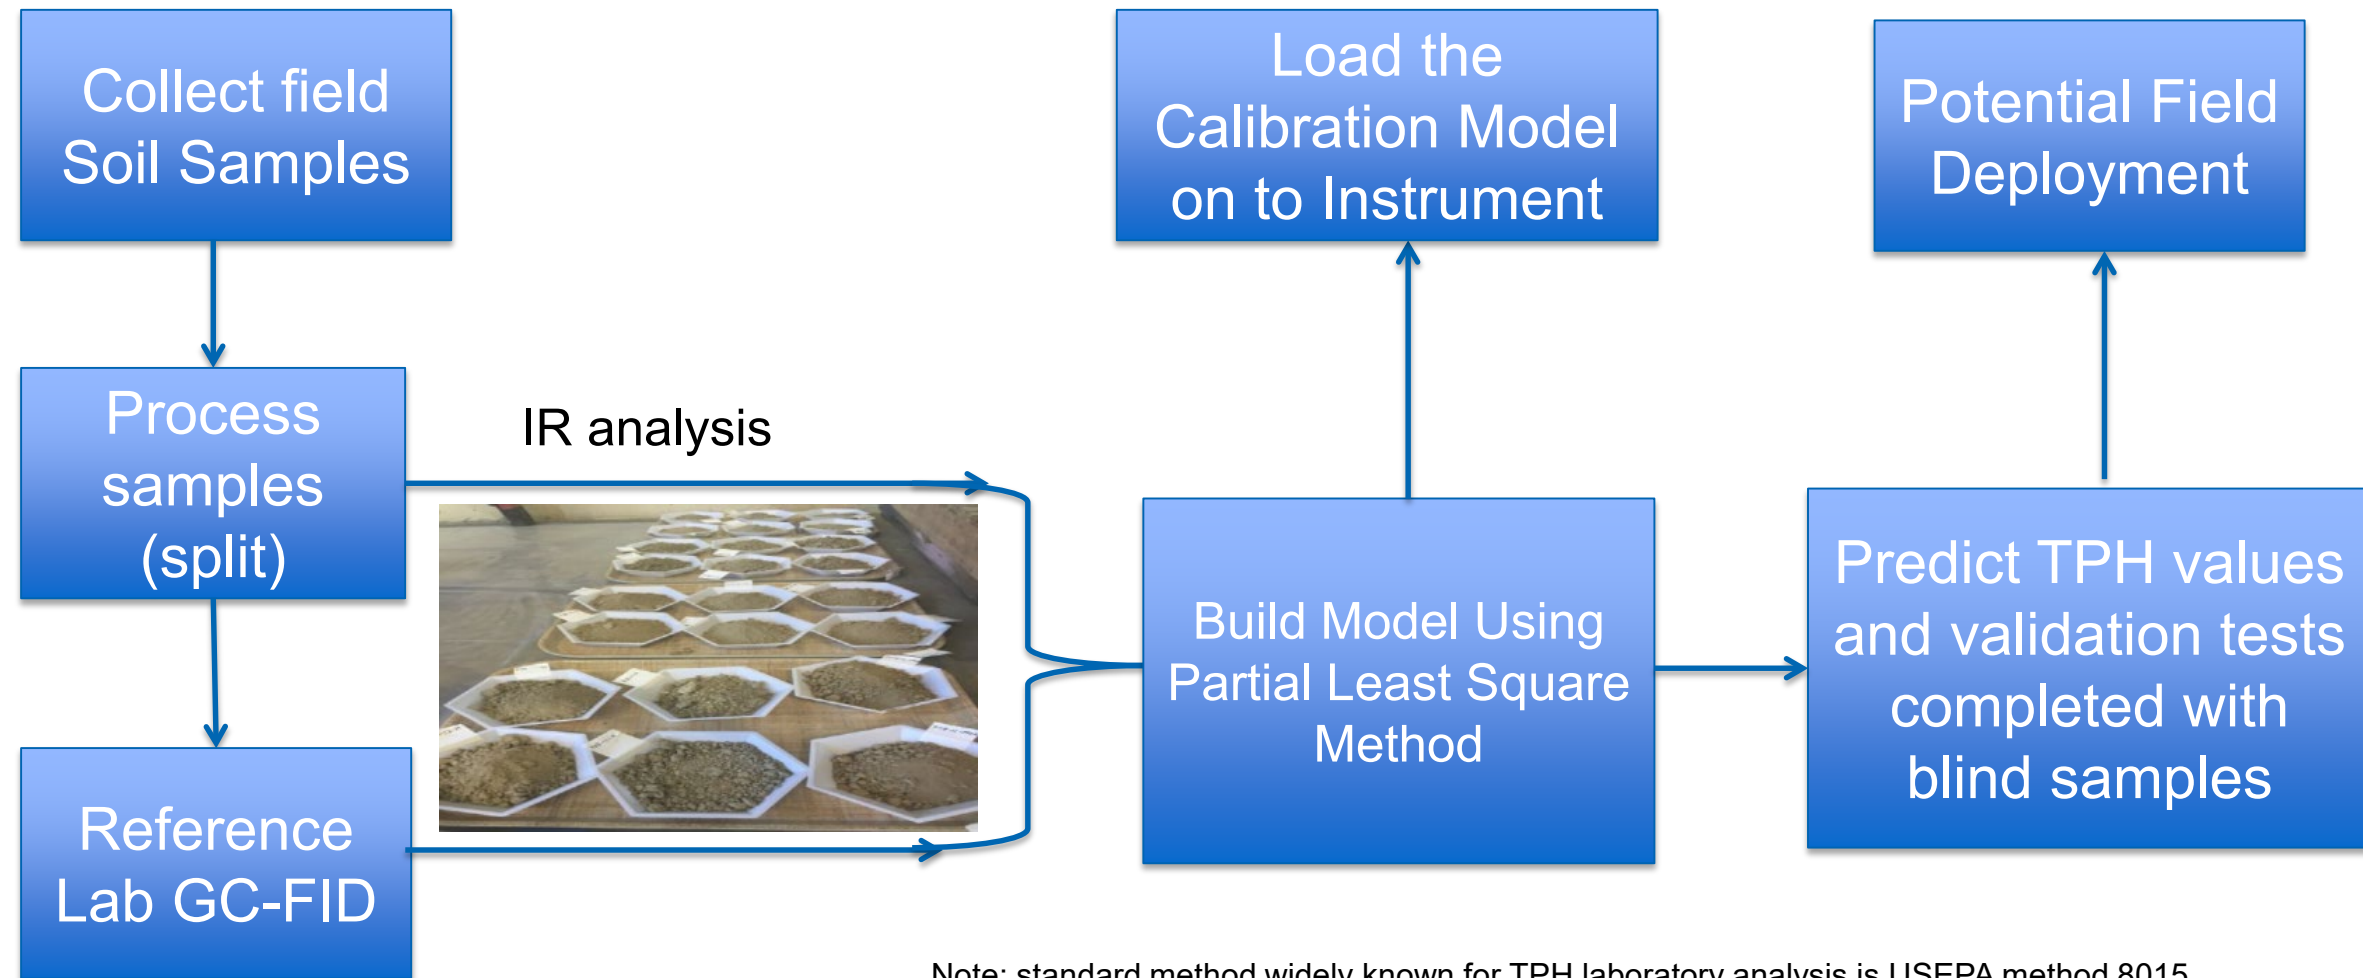 Collect field
Soil Samples
Process
samples
(split)
Reference
Lab GC-FID
IR analysis
Load the
Calibration Model
on to Instrument
Build Model Using
Partial Least Square
Method
Potential Field
Deployment
Predict TPH values
and validation tests
completed with
blind samples
Note: standard method widely known for TPH laboratory analysis is USEPA method 8015